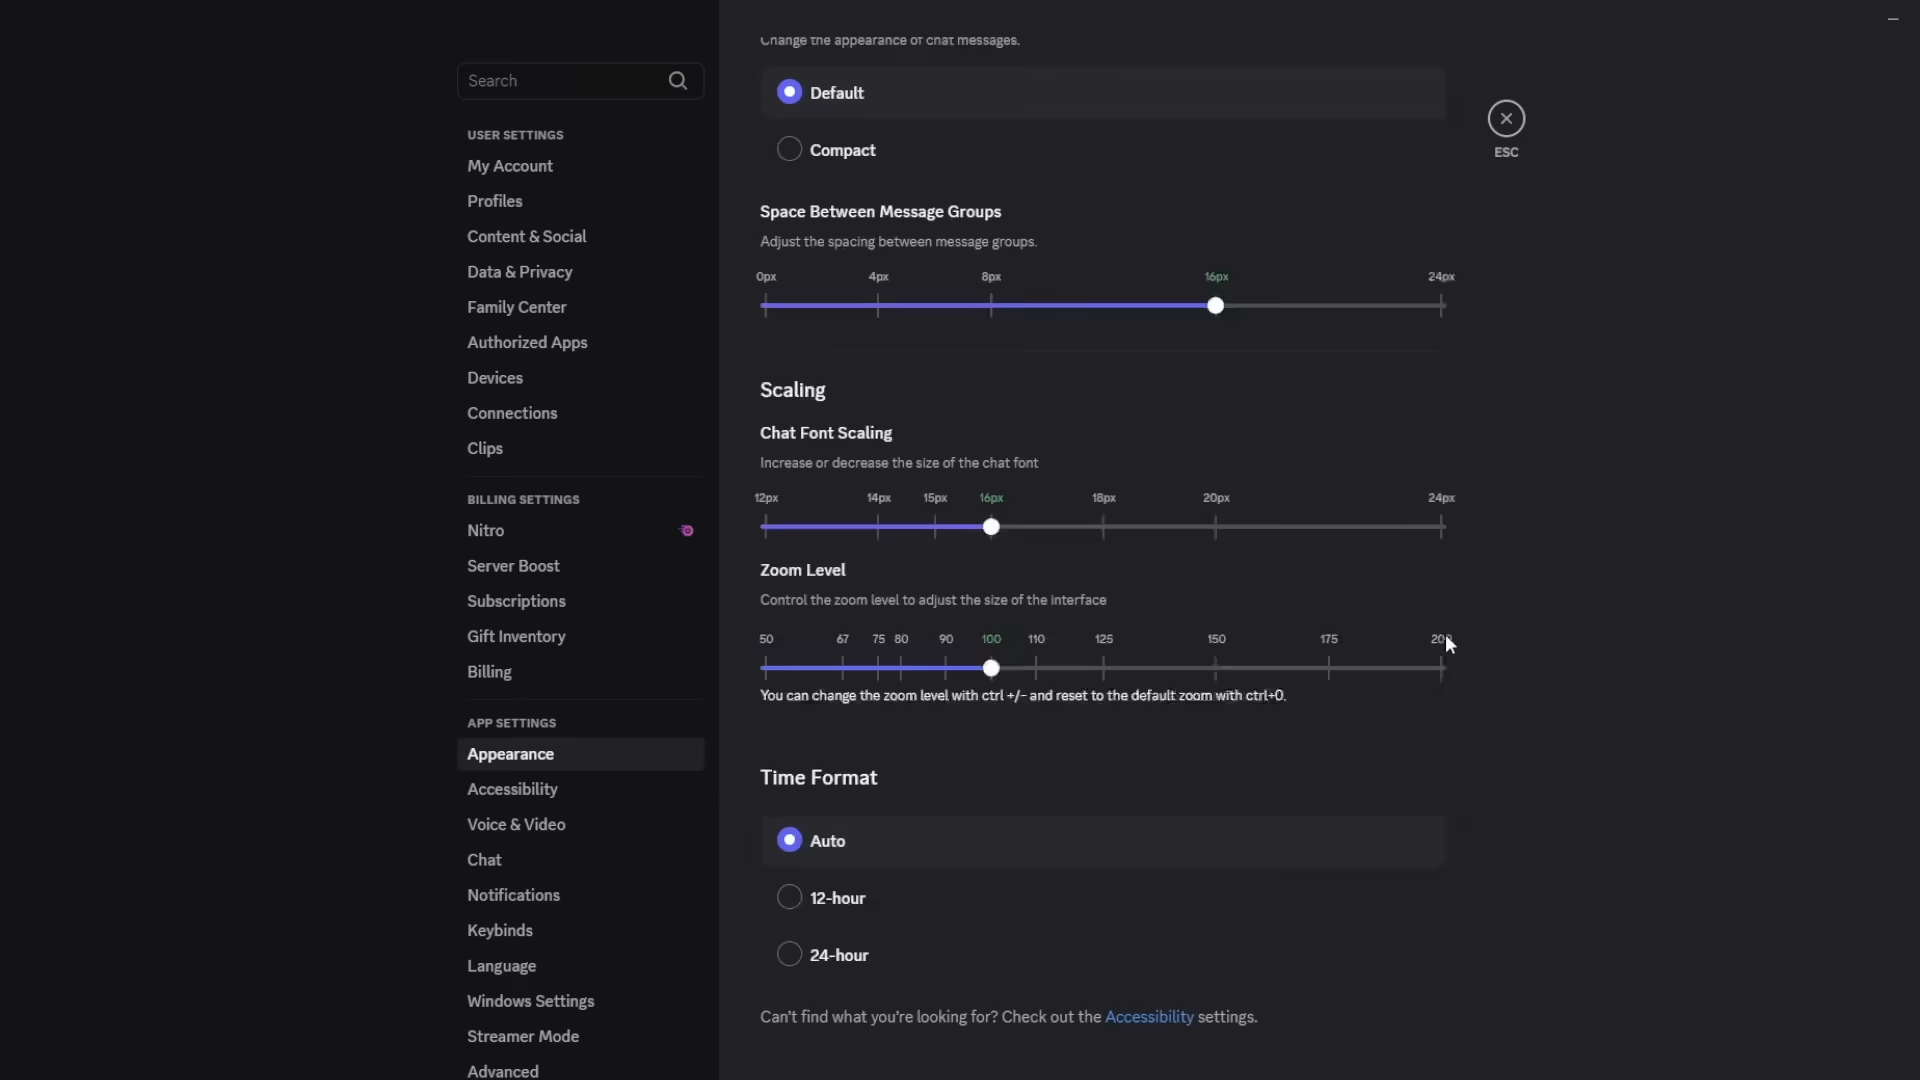 Search
USER SETTINGS
My Account
Profiles
Content & Social
Data & Privacy
Family Center
Authorized Apps
Devices
Connections
Clips
BILLING SETTINGS
Nitro
Server Boost
Subscriptions
Gift Inventory
Billing
APP SETTINGS
Appearance
Accessibility
Voice & Video
Chat
Notifications
Keybinds
Language
Windows Settings
Streamer Mode
Advanced
Change the appearance of chat messages.
Default
Compact
ESC
Space Between Message Groups
Adjust the spacing between message groups.
0px 4px 8px 16px 24px
Scaling
Chat Font Scaling
Increase or decrease the size of the chat font
12px 14px 15px 16px 18px 20px 24px
Zoom Level
Control the zoom level to adjust the size of the interface
50 67 75 80 90 100 110 125 150 175 200
You can change the zoom level with ctrl +/- and reset to the default zoom with ctrl+0.
Time Format
Auto
12-hour
24-hour
Can't find what you're looking for? Check out the Accessibility settings.